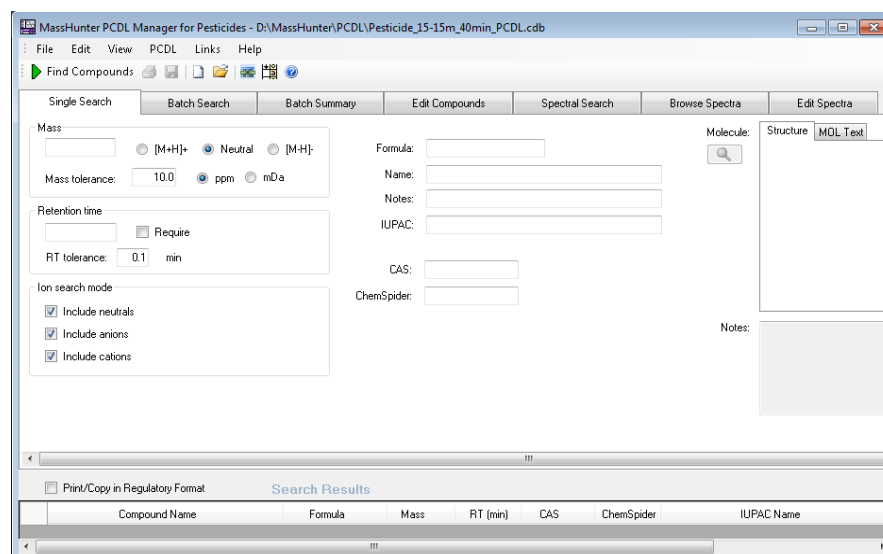 MassHunter PCDL Manager for Pesticides - D:\MassHunter\PCDL\Pesticide_15-15m_40min_PCDL.cdb
File Edit View PCDL Links Help
Find Compounds
Single Search Batch Search Batch Summary Edit Compounds Spectral Search Browse Spectra Edit Spectra
Mass
[M+H]+ Neutral [M-H]-
Mass tolerance: 10.0 ppm mDa
Retention time
Require
RT tolerance: 0.1 min
Ion search mode
Include neutrals
Include anions
Include cations
Formula:
Name:
Notes:
IUPAC:
CAS:
ChemSpider:
Molecule:
Structure MOL Text
Notes:
Print/Copy in Regulatory Format Search Results
Compound Name Formula Mass RT (min) CAS ChemSpider IUPAC Name